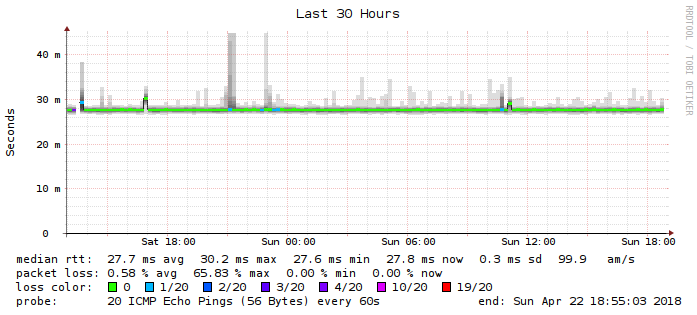 Last 30 Hours
RRDTOOL / TOBI OETIKER
Seconds
40 m
30 m
20 m
10 m
0
Sat 18:00 Sun 00:00 Sun 06:00 Sun 12:00 Sun 18:00
median rtt: 27.7 ms avg 30.2 ms max 27.6 ms min 27.8 ms now 0.3 ms sd 99.9 am/s
packet loss: 0.58 % avg 65.83 % max 0.00 % min 0.00 % now
loss color: 0 1/20 2/20 3/20 4/20 10/20 19/20
probe: 20 ICMP Echo Pings (56 Bytes) every 60s end: Sun Apr 22 18:55:03 2018